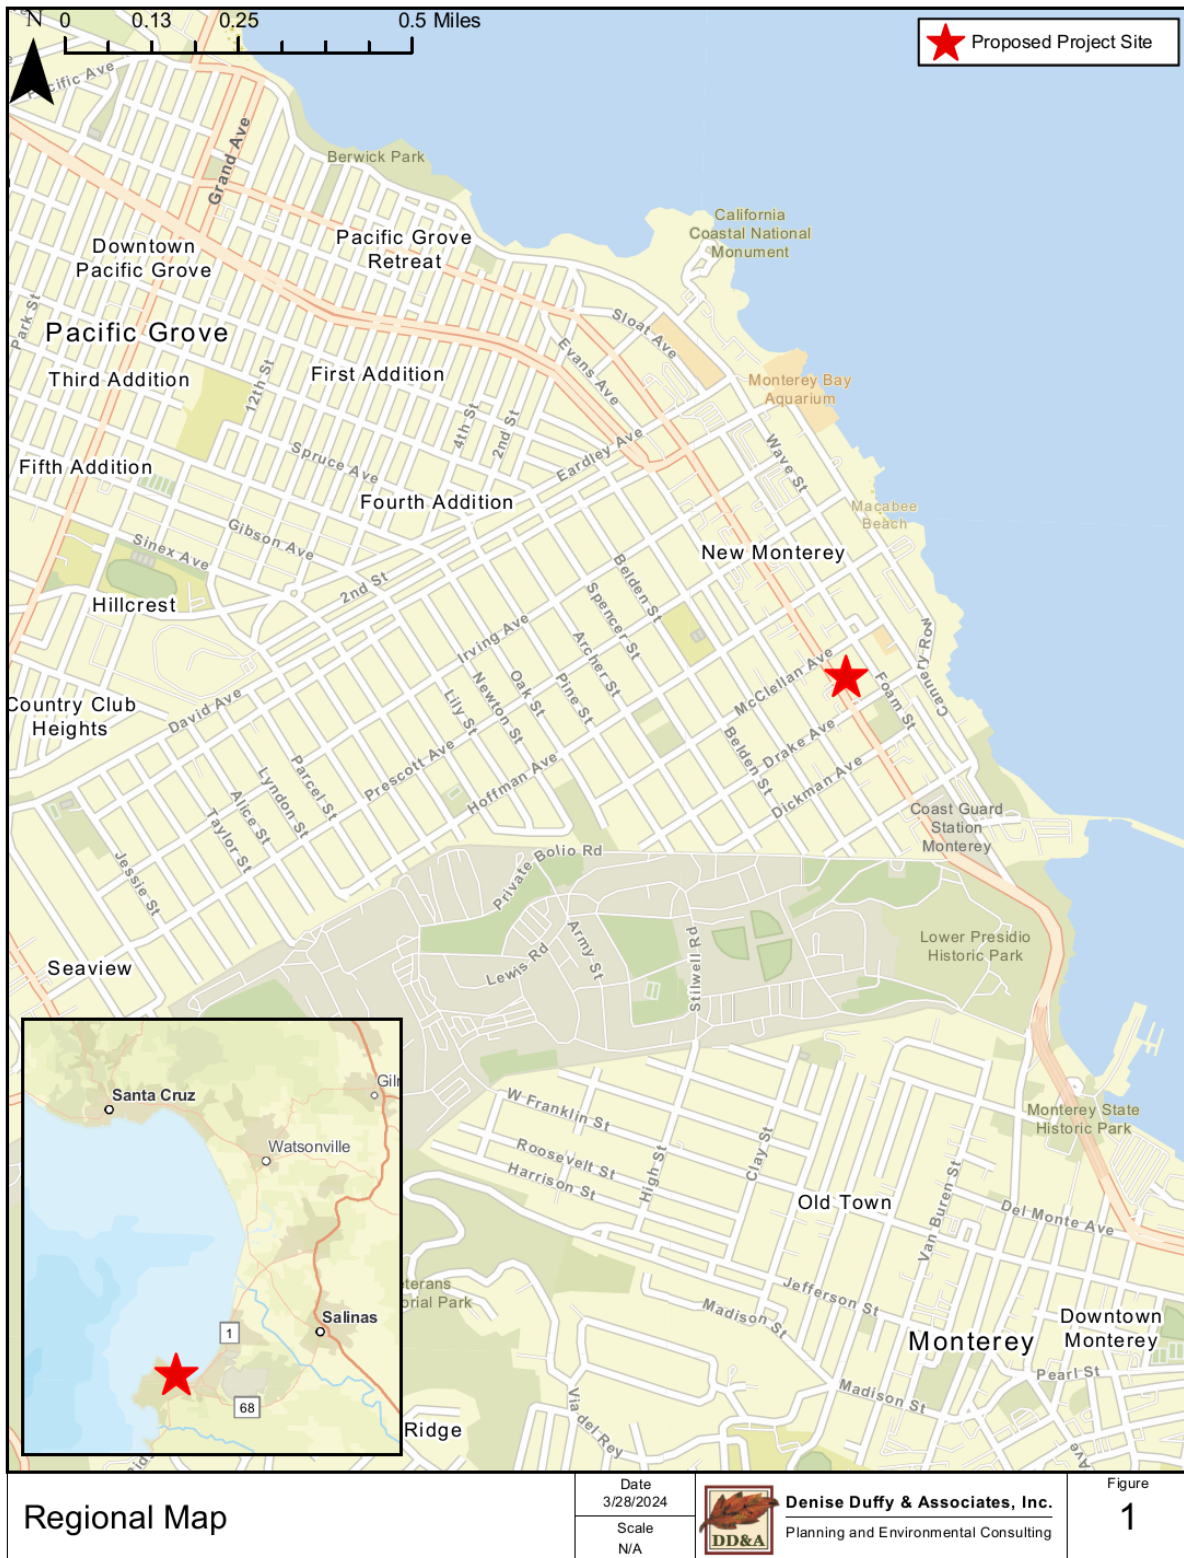 N 0 0.13 0.25 0.5 Miles
Proposed Project Site
Pacific Ave
Grand Ave
Berwick Park
California
Coastal National
Monument
Downtown
Pacific Grove
Pacific Grove
Retreat
Park St
Pacific Grove
Sloat Ave
Evans Ave
Third Addition
12th St
First Addition
Monterey Bay
Aquarium
4th St
2nd St
Eardley Ave
Wave St
Fifth Addition
Spruce Ave
Fourth Addition
Macabee
Beach
Gibson Ave
Sinex Ave
New Monterey
Belden St
Spencer St
2nd St
Hillcrest
Irving Ave
Archer St
Cannery Row
McClellan Ave
Foam St
Country Club
Heights
David Ave
Lily St
Newton St
Oak St
Pine St
Belden St
Drake Ave
Prescott Ave
Hoffman Ave
Dickman Ave
Parcel St
Lyndon St
Alice St
Taylor St
Jessie St
Coast Guard
Station
Monterey
Private Bolio Rd
Army St
Lewis Rd
Stilwell Rd
Lower Presidio
Historic Park
Seaview
Santa Cruz
Gilr
Watsonville
Salinas
1
68
W Franklin St
Roosevelt St
Harrison St
High St
Clay St
Monterey State
Historic Park
Old Town
Van Buren St
Del Monte Ave
eterans
orial Park
Jefferson St
Madison St
Downtown
Monterey
Monterey
Pearl St
Madison St
Via del Rey
Ridge
Ave
Regional Map
Date
3/28/2024
Scale
N/A
DD&A
Denise Duffy & Associates, Inc.
Planning and Environmental Consulting
Figure
1